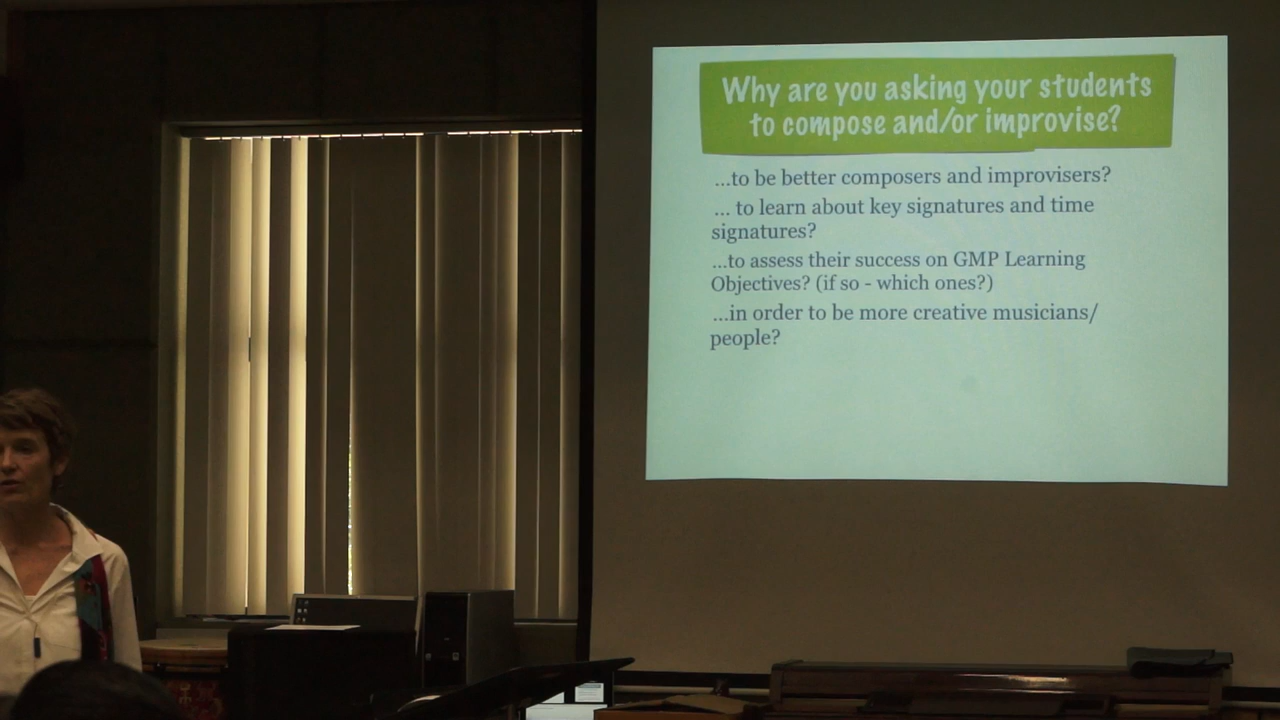 Why are you asking your students
to compose and/or improvise?
...to be better composers and improvisers?
... to learn about key signatures and time
signatures?
...to assess their success on GMP Learning
Objectives? (if so - which ones?)
...in order to be more creative musicians/
people?